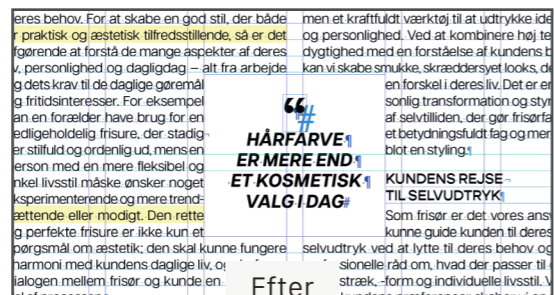 eres behov. For at skabe en god stil, der både
r praktisk og æstetisk tilfredsstillende, så er det
fgørende at forstå de mange aspekter af deres
v, personlighed og dagligdag – alt fra arbejde
g dets krav til de daglige gøremål
g fritidsinteresser. For eksempel
an en forælder have brug for en
edligeholdelig frisure, der stadig
er stilfuld og ordenlig ud, mens en
erson med en mere fleksibel og
nkel livsstil måske ønsker noget
ksperimenterende og mere trend-
ættende eller modigt. Den rette
g perfekte frisure er ikke kun et
pørgsmål om æstetik; den skal kunne fungere
harmoni med kundens daglige liv, og
ialogen mellem frisør og kunde en
“#
HÅRFARVE¶
ER MERE END
ET KOSMETISK¶
VALG I DAG#
men et kraftfuldt værktøj til at udtrykke ide
og personlighed. Ved at kombinere høj te
dygtighed med en forståelse af kundens b
kan vi skabe smukke, skræddersyet looks, de
en forskel i deres liv. Det er er
sonlig transformation og styr
af selvtilliden, der gør frisørfa
et betydningsfuldt fag og mer
blot en styling.¶
KUNDENS REJSE¬
TIL SELVUDTRYK¶
Som frisør er det vores ans
kunne guide kunden til deres
selvudtryk ved at lytte til deres behov og
sionelle råd om, hvad der passer til d
stræk, -form og individuelle livsstil. V
Efter